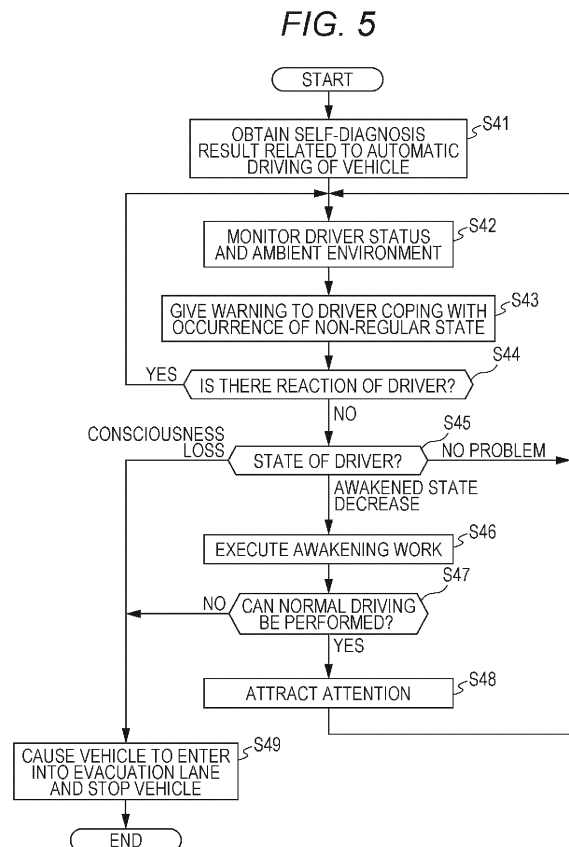 FIG. 5
START
S41
OBTAIN SELF-DIAGNOSIS
RESULT RELATED TO AUTOMATIC
DRIVING OF VEHICLE
S42
MONITOR DRIVER STATUS
AND AMBIENT ENVIRONMENT
S43
GIVE WARNING TO DRIVER COPING WITH
OCCURRENCE OF NON-REGULAR STATE
S44
YES
IS THERE REACTION OF DRIVER?
NO
S45
CONSCIOUSNESS
LOSS
STATE OF DRIVER?
NO PROBLEM
AWAKENED STATE
DECREASE
S46
EXECUTE AWAKENING WORK
S47
NO
CAN NORMAL DRIVING
BE PERFORMED?
YES
S48
ATTRACT ATTENTION
S49
CAUSE VEHICLE TO ENTER
INTO EVACUATION LANE
AND STOP VEHICLE
END